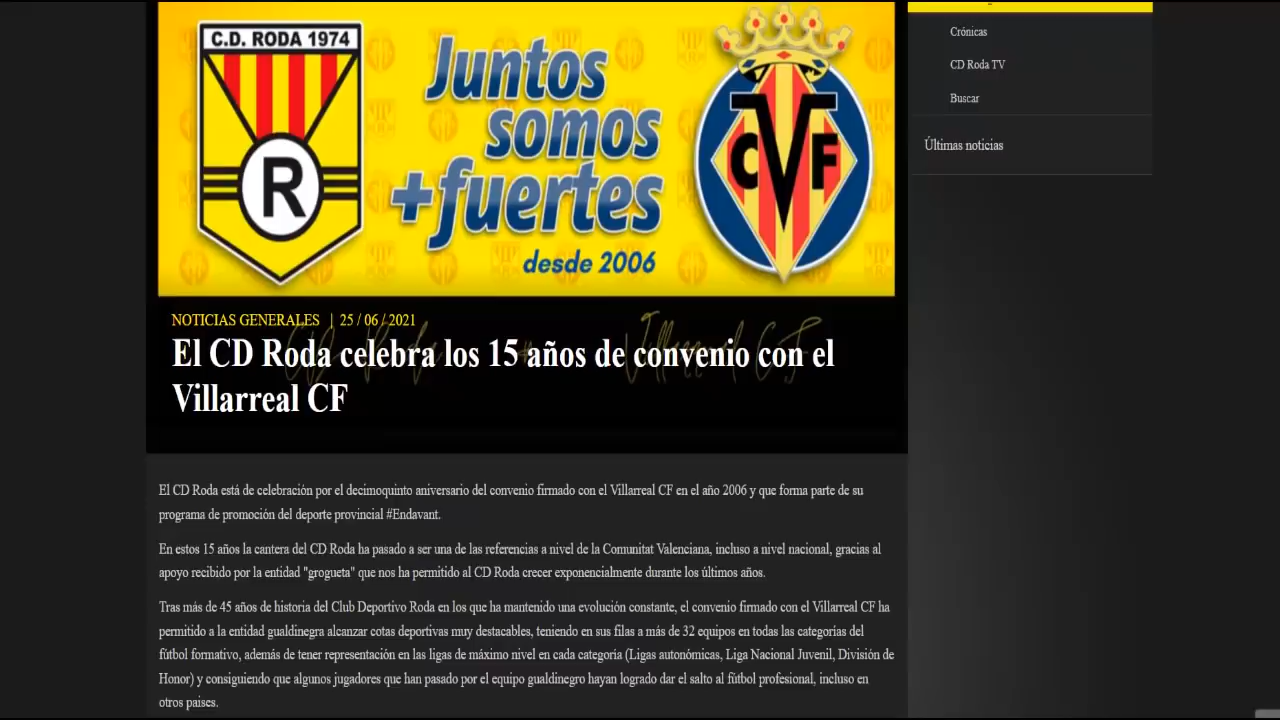 C.D. RODA 1974
R
Juntos
somos
+fuertes
desde 2006
CVF
Crónicas
CD Roda TV
Buscar
Últimas noticias
NOTICIAS GENERALES | 25 / 06 / 2021
El CD Roda celebra los 15 años de convenio con el
Villarreal CF
CD Roda
Villarreal C.F.
El CD Roda está de celebración por el decimoquinto aniversario del convenio firmado con el Villarreal CF en el año 2006 y que forma parte de su
programa de promoción del deporte provincial #Endavant.
En estos 15 años la cantera del CD Roda ha pasado a ser una de las referencias a nivel de la Comunitat Valenciana, incluso a nivel nacional, gracias al
apoyo recibido por la entidad "grogueta" que nos ha permitido al CD Roda crecer exponencialmente durante los últimos años.
Tras más de 45 años de historia del Club Deportivo Roda en los que ha mantenido una evolución constante, el convenio firmado con el Villarreal CF ha
permitido a la entidad gualdinegra alcanzar cotas deportivas muy destacables, teniendo en sus filas a más de 32 equipos en todas las categorías del
fútbol formativo, además de tener representación en las ligas de máximo nivel en cada categoría (Ligas autonómicas, Liga Nacional Juvenil, División de
Honor) y consiguiendo que algunos jugadores que han pasado por el equipo gualdinegro hayan logrado dar el salto al fútbol profesional, incluso en
otros países.